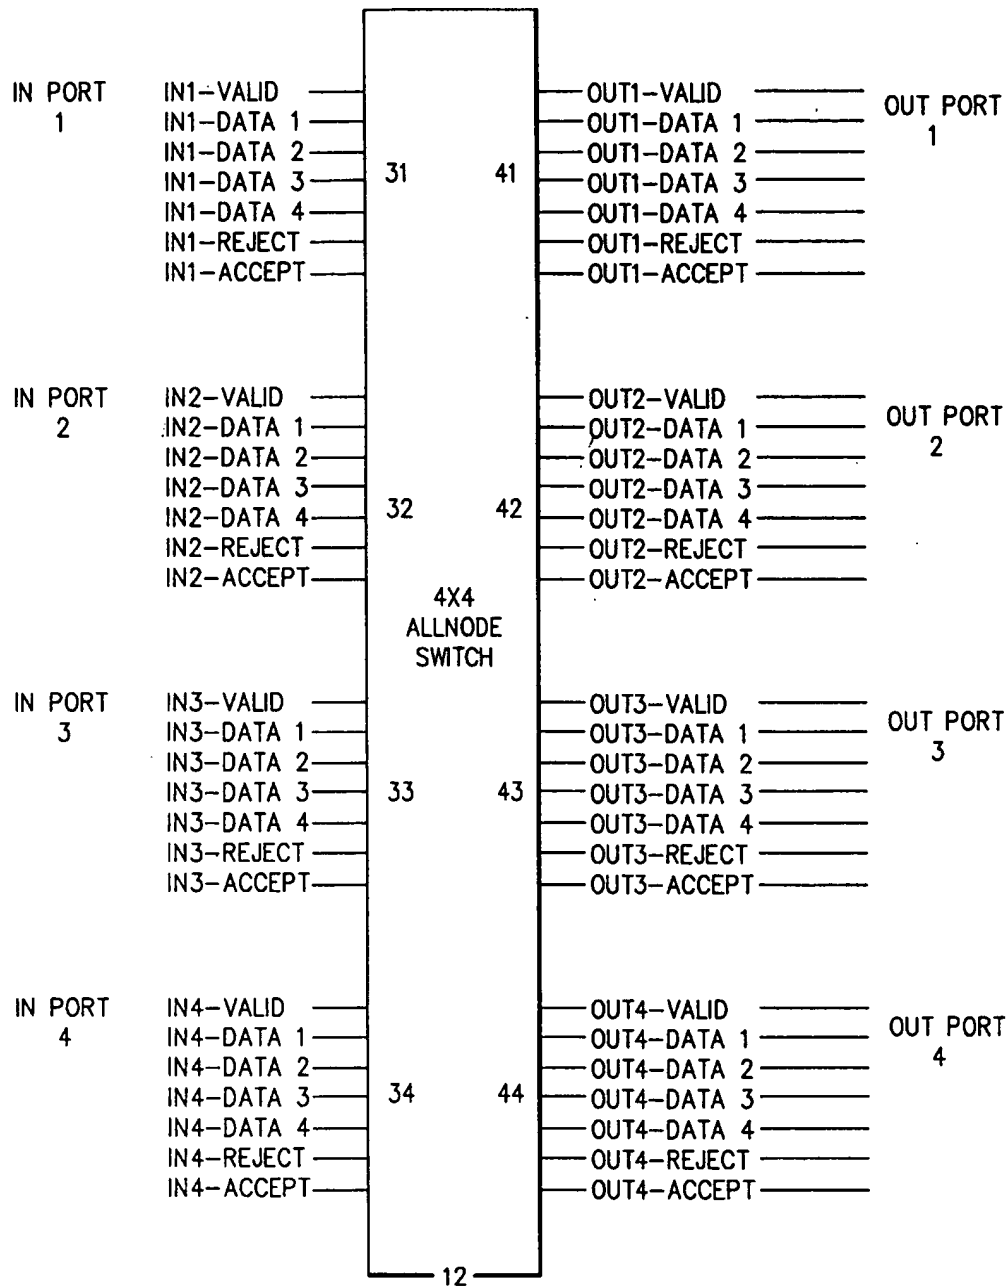 IN PORT
1
IN1-VALID
IN1-DATA 1
IN1-DATA 2
IN1-DATA 3
IN1-DATA 4
IN1-REJECT
IN1-ACCEPT
31
41
OUT1-VALID
OUT1-DATA 1
OUT1-DATA 2
OUT1-DATA 3
OUT1-DATA 4
OUT1-REJECT
OUT1-ACCEPT
OUT PORT
1
IN PORT
2
IN2-VALID
IN2-DATA 1
IN2-DATA 2
IN2-DATA 3
IN2-DATA 4
IN2-REJECT
IN2-ACCEPT
32
42
OUT2-VALID
OUT2-DATA 1
OUT2-DATA 2
OUT2-DATA 3
OUT2-DATA 4
OUT2-REJECT
OUT2-ACCEPT
OUT PORT
2
4X4
ALLNODE
SWITCH
IN PORT
3
IN3-VALID
IN3-DATA 1
IN3-DATA 2
IN3-DATA 3
IN3-DATA 4
IN3-REJECT
IN3-ACCEPT
33
43
OUT3-VALID
OUT3-DATA 1
OUT3-DATA 2
OUT3-DATA 3
OUT3-DATA 4
OUT3-REJECT
OUT3-ACCEPT
OUT PORT
3
IN PORT
4
IN4-VALID
IN4-DATA 1
IN4-DATA 2
IN4-DATA 3
IN4-DATA 4
IN4-REJECT
IN4-ACCEPT
34
44
OUT4-VALID
OUT4-DATA 1
OUT4-DATA 2
OUT4-DATA 3
OUT4-DATA 4
OUT4-REJECT
OUT4-ACCEPT
OUT PORT
4
12